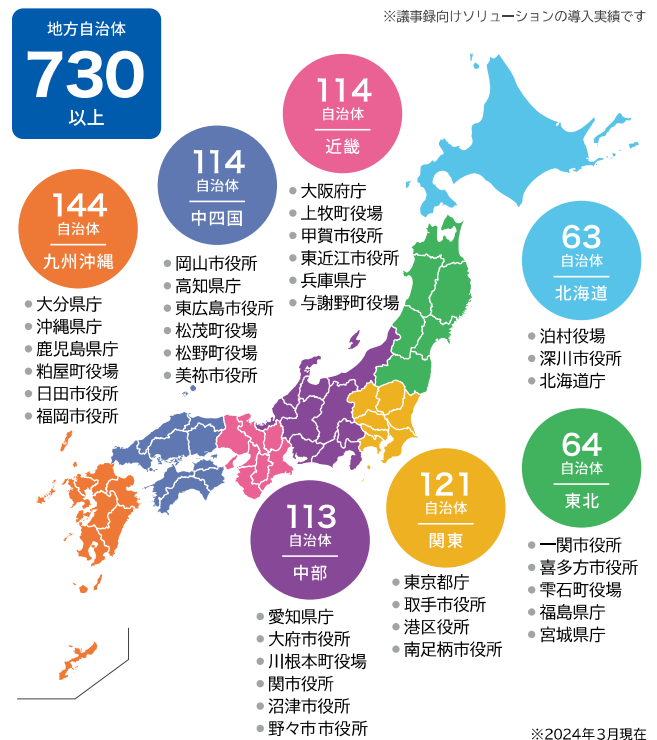 ※議事録向けソリューションの導入実績です
地方自治体
730
以上
114
自治体
近畿
大阪府庁
上牧町役場
甲賀市役所
東近江市役所
兵庫県庁
与謝野町役場
114
自治体
中四国
岡山市役所
高知県庁
東広島市役所
松茂町役場
松野町役場
美祢市役所
144
自治体
九州沖縄
大分県庁
沖縄県庁
鹿児島県庁
粕屋町役場
日田市役所
福岡市役所
63
自治体
北海道
泊村役場
深川市役所
北海道庁
64
自治体
東北
一関市役所
喜多方市役所
雫石町役場
福島県庁
宮城県庁
121
自治体
関東
東京都庁
取手市役所
港区役所
南足柄市役所
113
自治体
中部
愛知県庁
大府市役所
川根本町役場
関市役所
沼津市役所
野々市市役所
※2024年3月現在